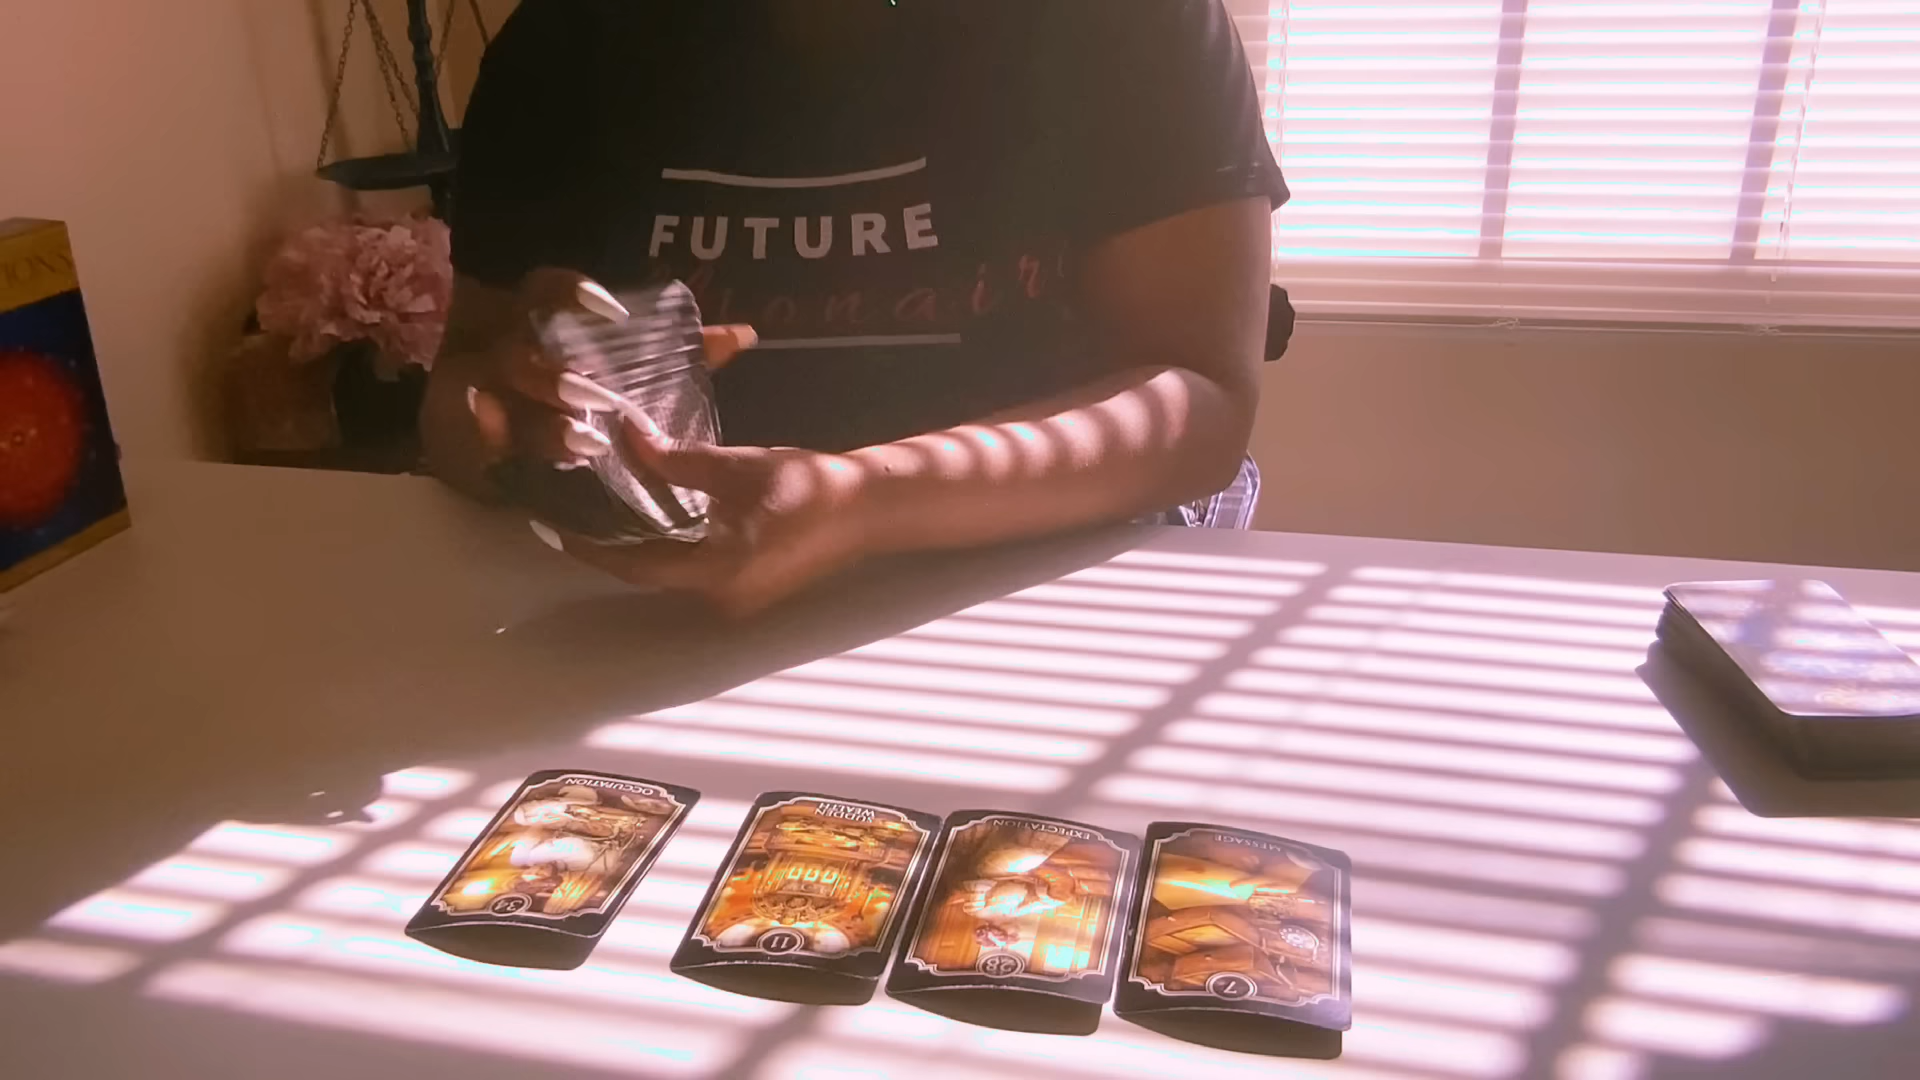 FUTURE
OCCUPATION
34
SUDDEN
WEALTH
11
EXPECTATION
28
MESSAGE
7